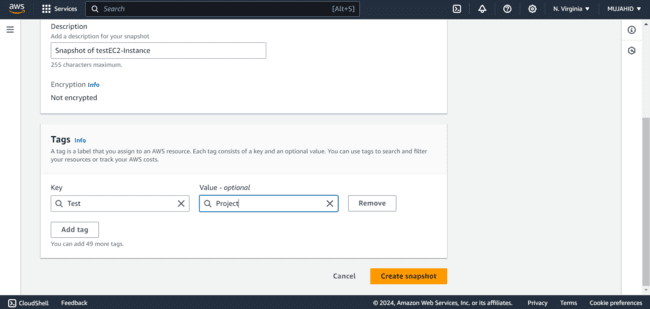 aws
Services
Search
[Alt+S]
N. Virginia
MUJAHID
Description
Add a description for your snapshot
Snapshot of testEC2-Instance
255 characters maximum.
Encryption Info
Not encrypted
Tags Info
A tag is a label that you assign to an AWS resource. Each tag consists of a key and an optional value. You can use tags to search and filter
your resources or track your AWS costs.
Key
Value - optional
Test
Project
Remove
Add tag
You can add 49 more tags.
Cancel
Create snapshot
CloudShell
Feedback
© 2024, Amazon Web Services, Inc. or its affiliates.
Privacy
Terms
Cookie preferences